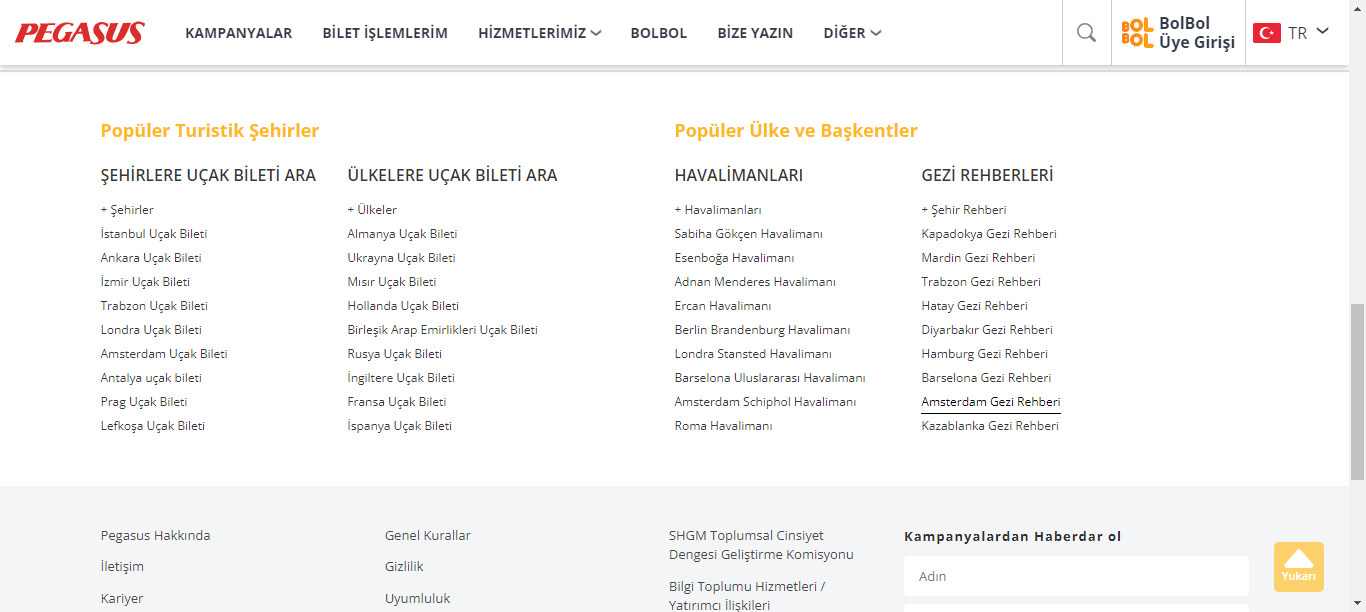 PEGASUS
KAMPANYALAR
BİLET İŞLEMLERİM
HİZMETLERİMİZ
BOLBOL
BİZE YAZIN
DİĞER
BOL
BOL
BolBol
Üye Girişi
TR
Popüler Turistik Şehirler
ŞEHİRLERE UÇAK BİLETİ ARA
+ Şehirler
İstanbul Uçak Bileti
Ankara Uçak Bileti
İzmir Uçak Bileti
Trabzon Uçak Bileti
Londra Uçak Bileti
Amsterdam Uçak Bileti
Antalya uçak bileti
Prag Uçak Bileti
Lefkoşa Uçak Bileti
ÜLKELERE UÇAK BİLETİ ARA
+ Ülkeler
Almanya Uçak Bileti
Ukrayna Uçak Bileti
Mısır Uçak Bileti
Hollanda Uçak Bileti
Birleşik Arap Emirlikleri Uçak Bileti
Rusya Uçak Bileti
İngiltere Uçak Bileti
Fransa Uçak Bileti
İspanya Uçak Bileti
Popüler Ülke ve Başkentler
HAVALİMANLARI
+ Havalimanları
Sabiha Gökçen Havalimanı
Esenboğa Havalimanı
Adnan Menderes Havalimanı
Ercan Havalimanı
Berlin Brandenburg Havalimanı
Londra Stansted Havalimanı
Barselona Uluslararası Havalimanı
Amsterdam Schiphol Havalimanı
Roma Havalimanı
GEZİ REHBERLERİ
+ Şehir Rehberi
Kapadokya Gezi Rehberi
Mardin Gezi Rehberi
Trabzon Gezi Rehberi
Hatay Gezi Rehberi
Diyarbakır Gezi Rehberi
Hamburg Gezi Rehberi
Barselona Gezi Rehberi
Amsterdam Gezi Rehberi
Kazablanka Gezi Rehberi
Pegasus Hakkında
İletişim
Kariyer
Genel Kurallar
Gizlilik
Uyumluluk
SHGM Toplumsal Cinsiyet
Dengesi Geliştirme Komisyonu
Bilgi Toplumu Hizmetleri /
Yatırımcı İlişkileri
Kampanyalardan Haberdar ol
Adın
Yukarı